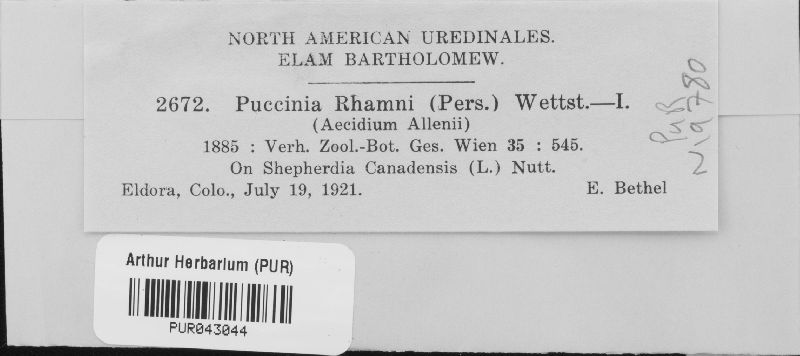 NORTH AMERICAN UREDINALES.
ELAM BARTHOLOMEW.
2672. Puccinia Rhamni (Pers.) Wettst.—I.
(Aecidium Allenii)
1885 : Verh. Zool.-Bot. Ges. Wien 35 : 545.
On Shepherdia Canadensis (L.) Nutt.
Eldora, Colo., July 19, 1921. E. Bethel
PUR
Arthur Herbarium (PUR)
PUR043044